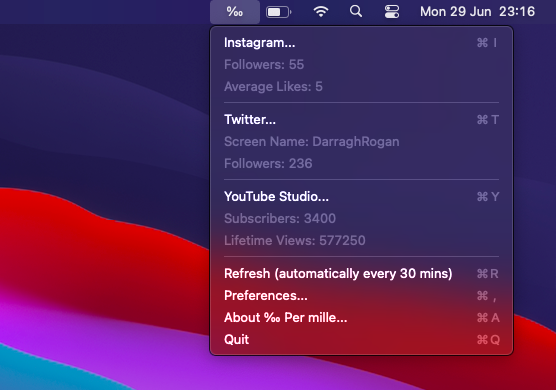 ‰ Mon 29 Jun 23:16
Instagram... ⌘ I
Followers: 55
Average Likes: 5
Twitter... ⌘ T
Screen Name: DarraghRogan
Followers: 236
YouTube Studio... ⌘ Y
Subscribers: 3400
Lifetime Views: 577250
Refresh (automatically every 30 mins) ⌘ R
Preferences... ⌘ ,
About ‰ Per mille... ⌘ A
Quit ⌘ Q